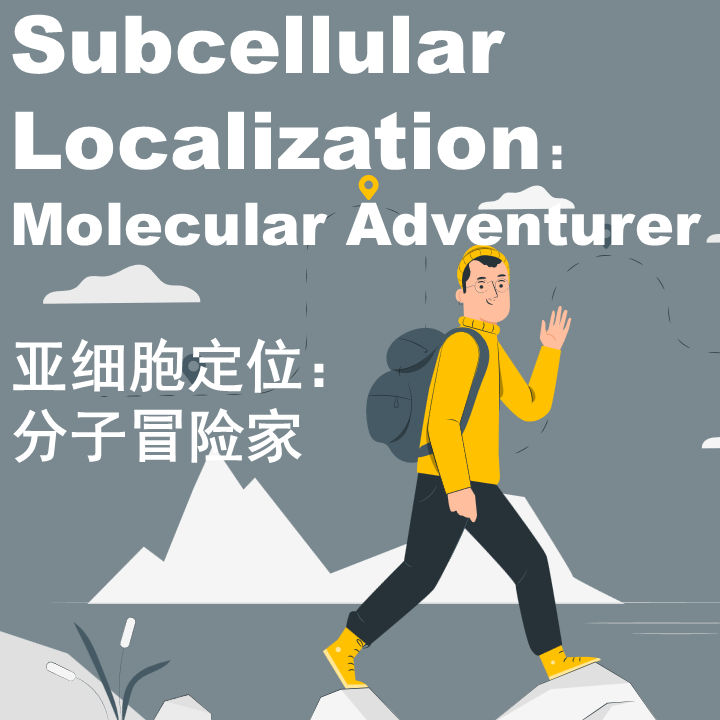 Subcellular
Localization：
Molecular Adventurer
亚细胞定位：
分子冒险家